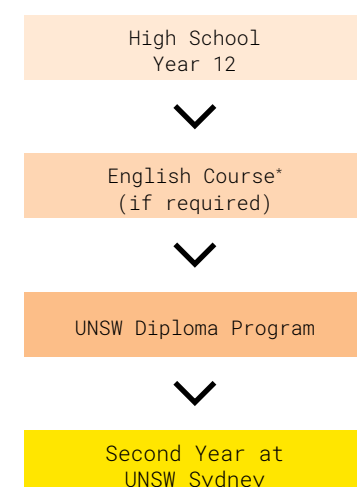 High School
Year 12
English Course*
(if required)
UNSW Diploma Program
Second Year at
UNSW Sydney